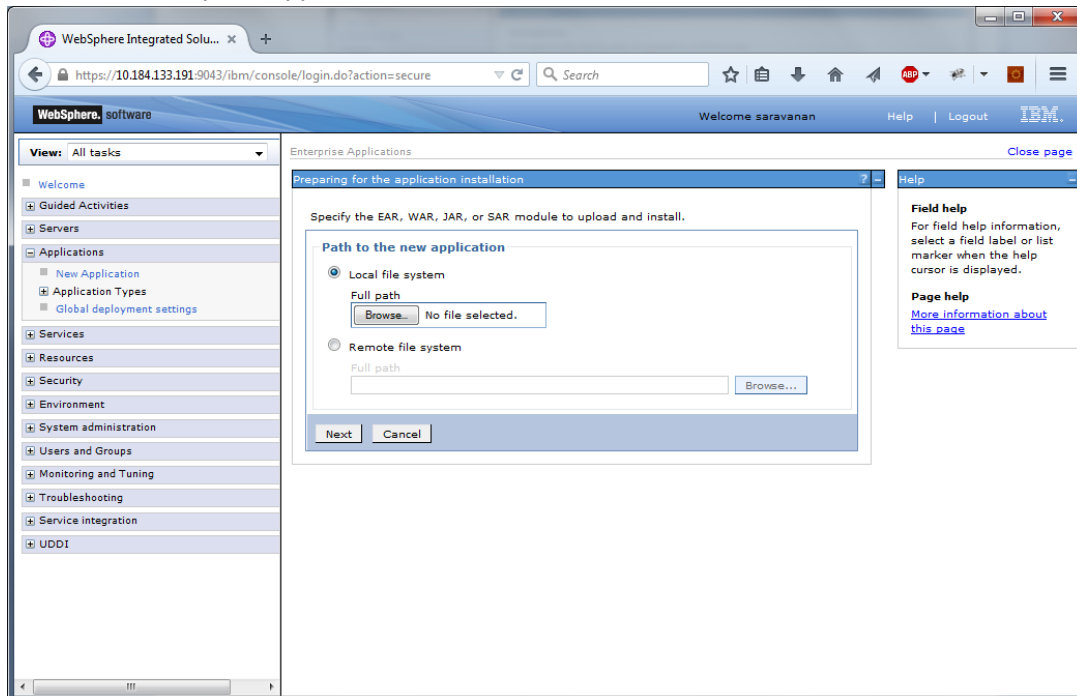 WebSphere Integrated Solu... × +
https://10.184.133.191:9043/ibm/console/login.do?action=secure Search ABP
WebSphere. software Welcome saravanan Help | Logout IBM.
View: All tasks
Welcome
Guided Activities
Servers
Applications
New Application
Application Types
Global deployment settings
Services
Resources
Security
Environment
System administration
Users and Groups
Monitoring and Tuning
Troubleshooting
Service integration
UDDI
Enterprise Applications Close page
Preparing for the application installation ? -
Specify the EAR, WAR, JAR, or SAR module to upload and install.
Path to the new application
Local file system
Full path
Browse... No file selected.
Remote file system
Full path
Browse...
Next Cancel
Help -
Field help
For field help information,
select a field label or list
marker when the help
cursor is displayed.
Page help
More information about
this page